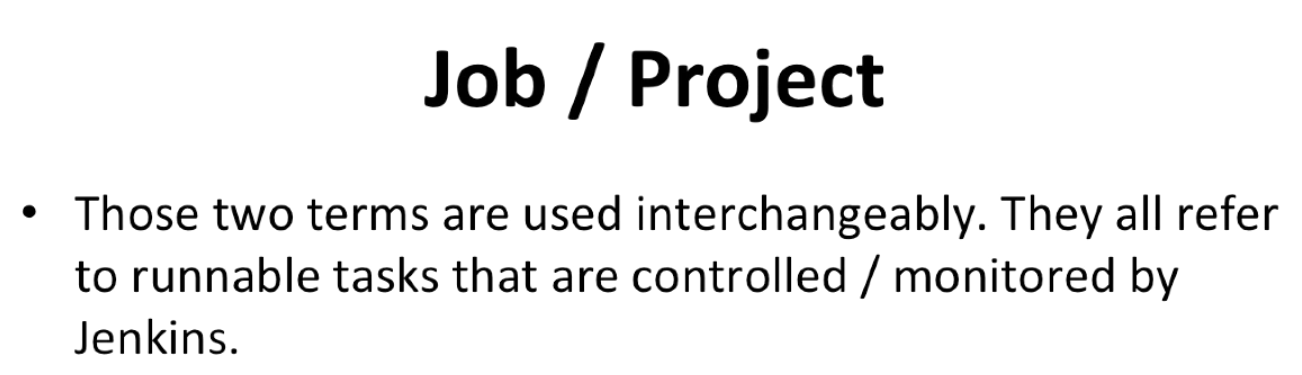 Job / Project
• Those two terms are used interchangeably. They all refer
to runnable tasks that are controlled / monitored by
Jenkins.